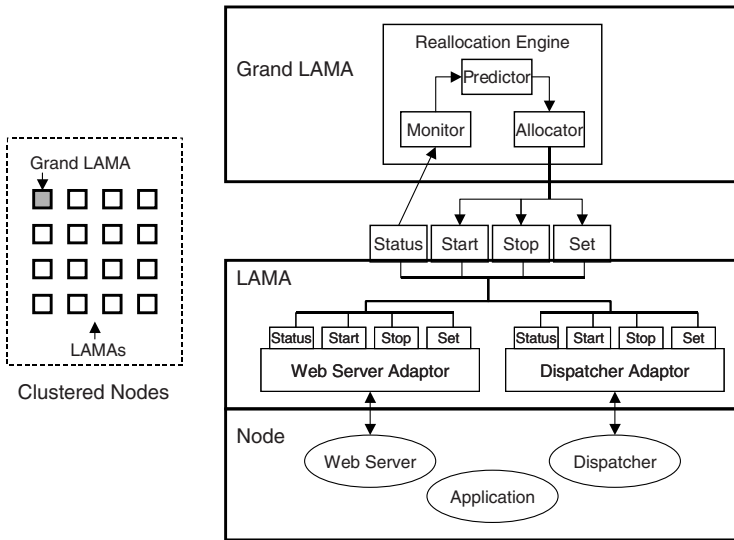 Reallocation Engine
Grand LAMA
Predictor
Monitor
Allocator
Grand LAMA
LAMAs
Clustered Nodes
Status
Start
Stop
Set
LAMA
Status
Start
Stop
Set
Web Server Adaptor
Status
Start
Stop
Set
Dispatcher Adaptor
Node
Web Server
Dispatcher
Application